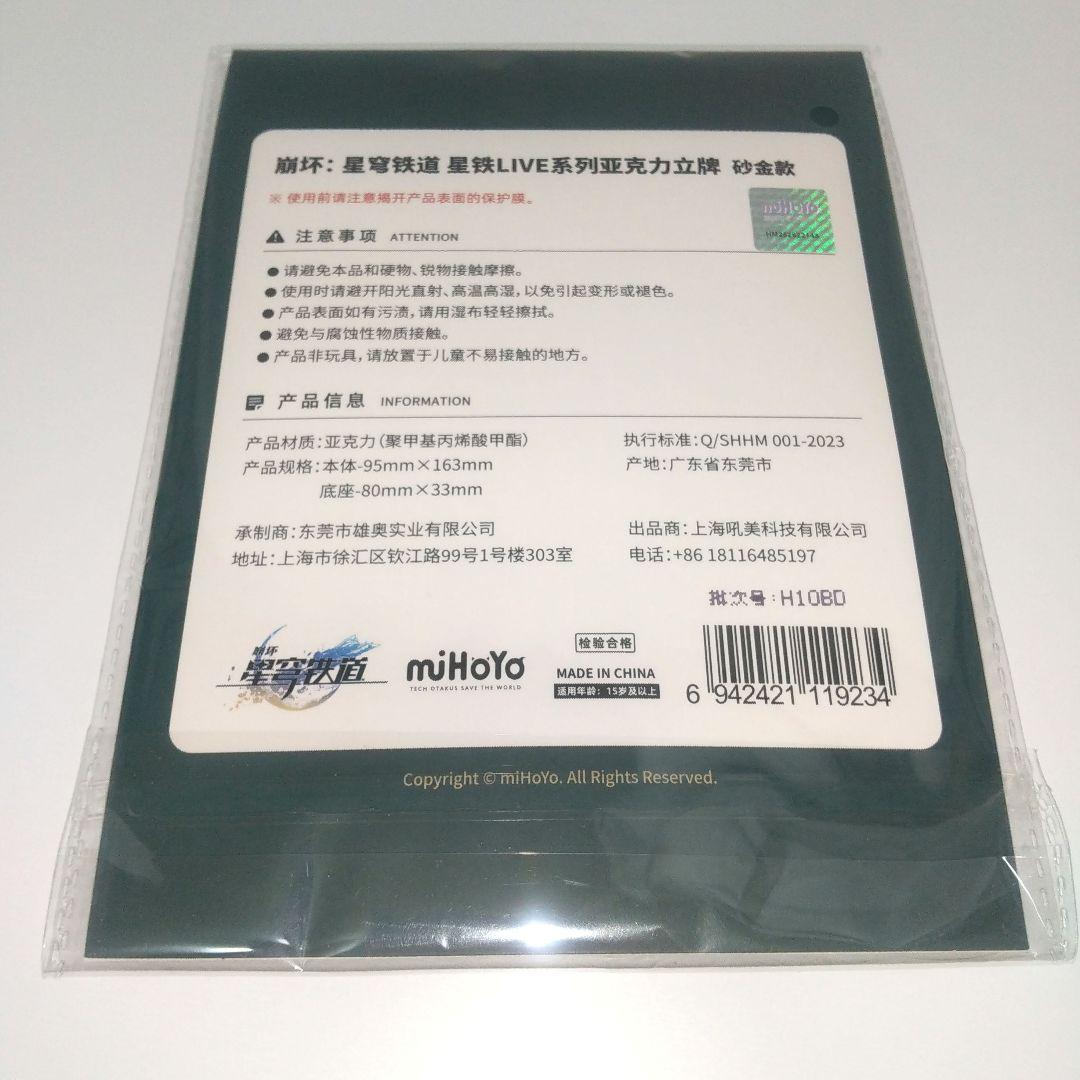 崩坏：星穹铁道 星铁LIVE系列亚克力立牌 砂金款
※ 使用前请注意揭开产品表面的保护膜。
miHoYo
注意事项 ATTENTION
● 请避免本品和硬物、锐物接触摩擦。
● 使用时请避开阳光直射、高温高湿，以免引起变形或褪色。
● 产品表面如有污渍，请用湿布轻轻擦拭。
● 避免与腐蚀性物质接触。
● 产品非玩具，请放置于儿童不易接触的地方。
产品信息 INFORMATION
产品材质：亚克力（聚甲基丙烯酸甲酯） 执行标准：Q/SHHM 001-2023
产品规格：本体-95mm×163mm 产地：广东省东莞市
底座-80mm×33mm
承制商：东莞市雄奥实业有限公司 出品商：上海吼美科技有限公司
地址：上海市徐汇区钦江路99号1号楼303室 电话：+86 18116485197
批次号：H10BD
崩坏
星穹铁道
miHoYo
TECH OTAKUS SAVE THE WORLD
检验合格
MADE IN CHINA
适用年龄：15岁及以上
6 942421 119234
Copyright © miHoYo. All Rights Reserved.